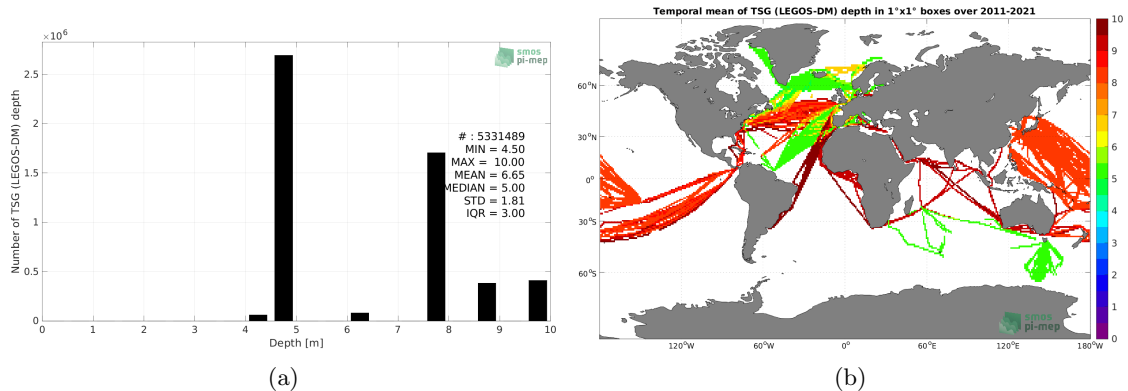 ×10⁶
smos
pi-mep
2.5
2
1.5
1
0.5
0
Number of TSG (LEGOS-DM) depth
# : 5331489
MIN = 4.50
MAX = 10.00
MEAN = 6.65
MEDIAN = 5.00
STD = 1.81
IQR = 3.00
0 1 2 3 4 5 6 7 8 9 10
Depth [m]
(a)
Temporal mean of TSG (LEGOS-DM) depth in 1°x1° boxes over 2011-2021
60°N
30°N
0°
30°S
60°S
120°W 60°W 0° 60°E 120°E 180°W
smos
pi-mep
10
9
8
7
6
5
4
3
2
1
0
(b)